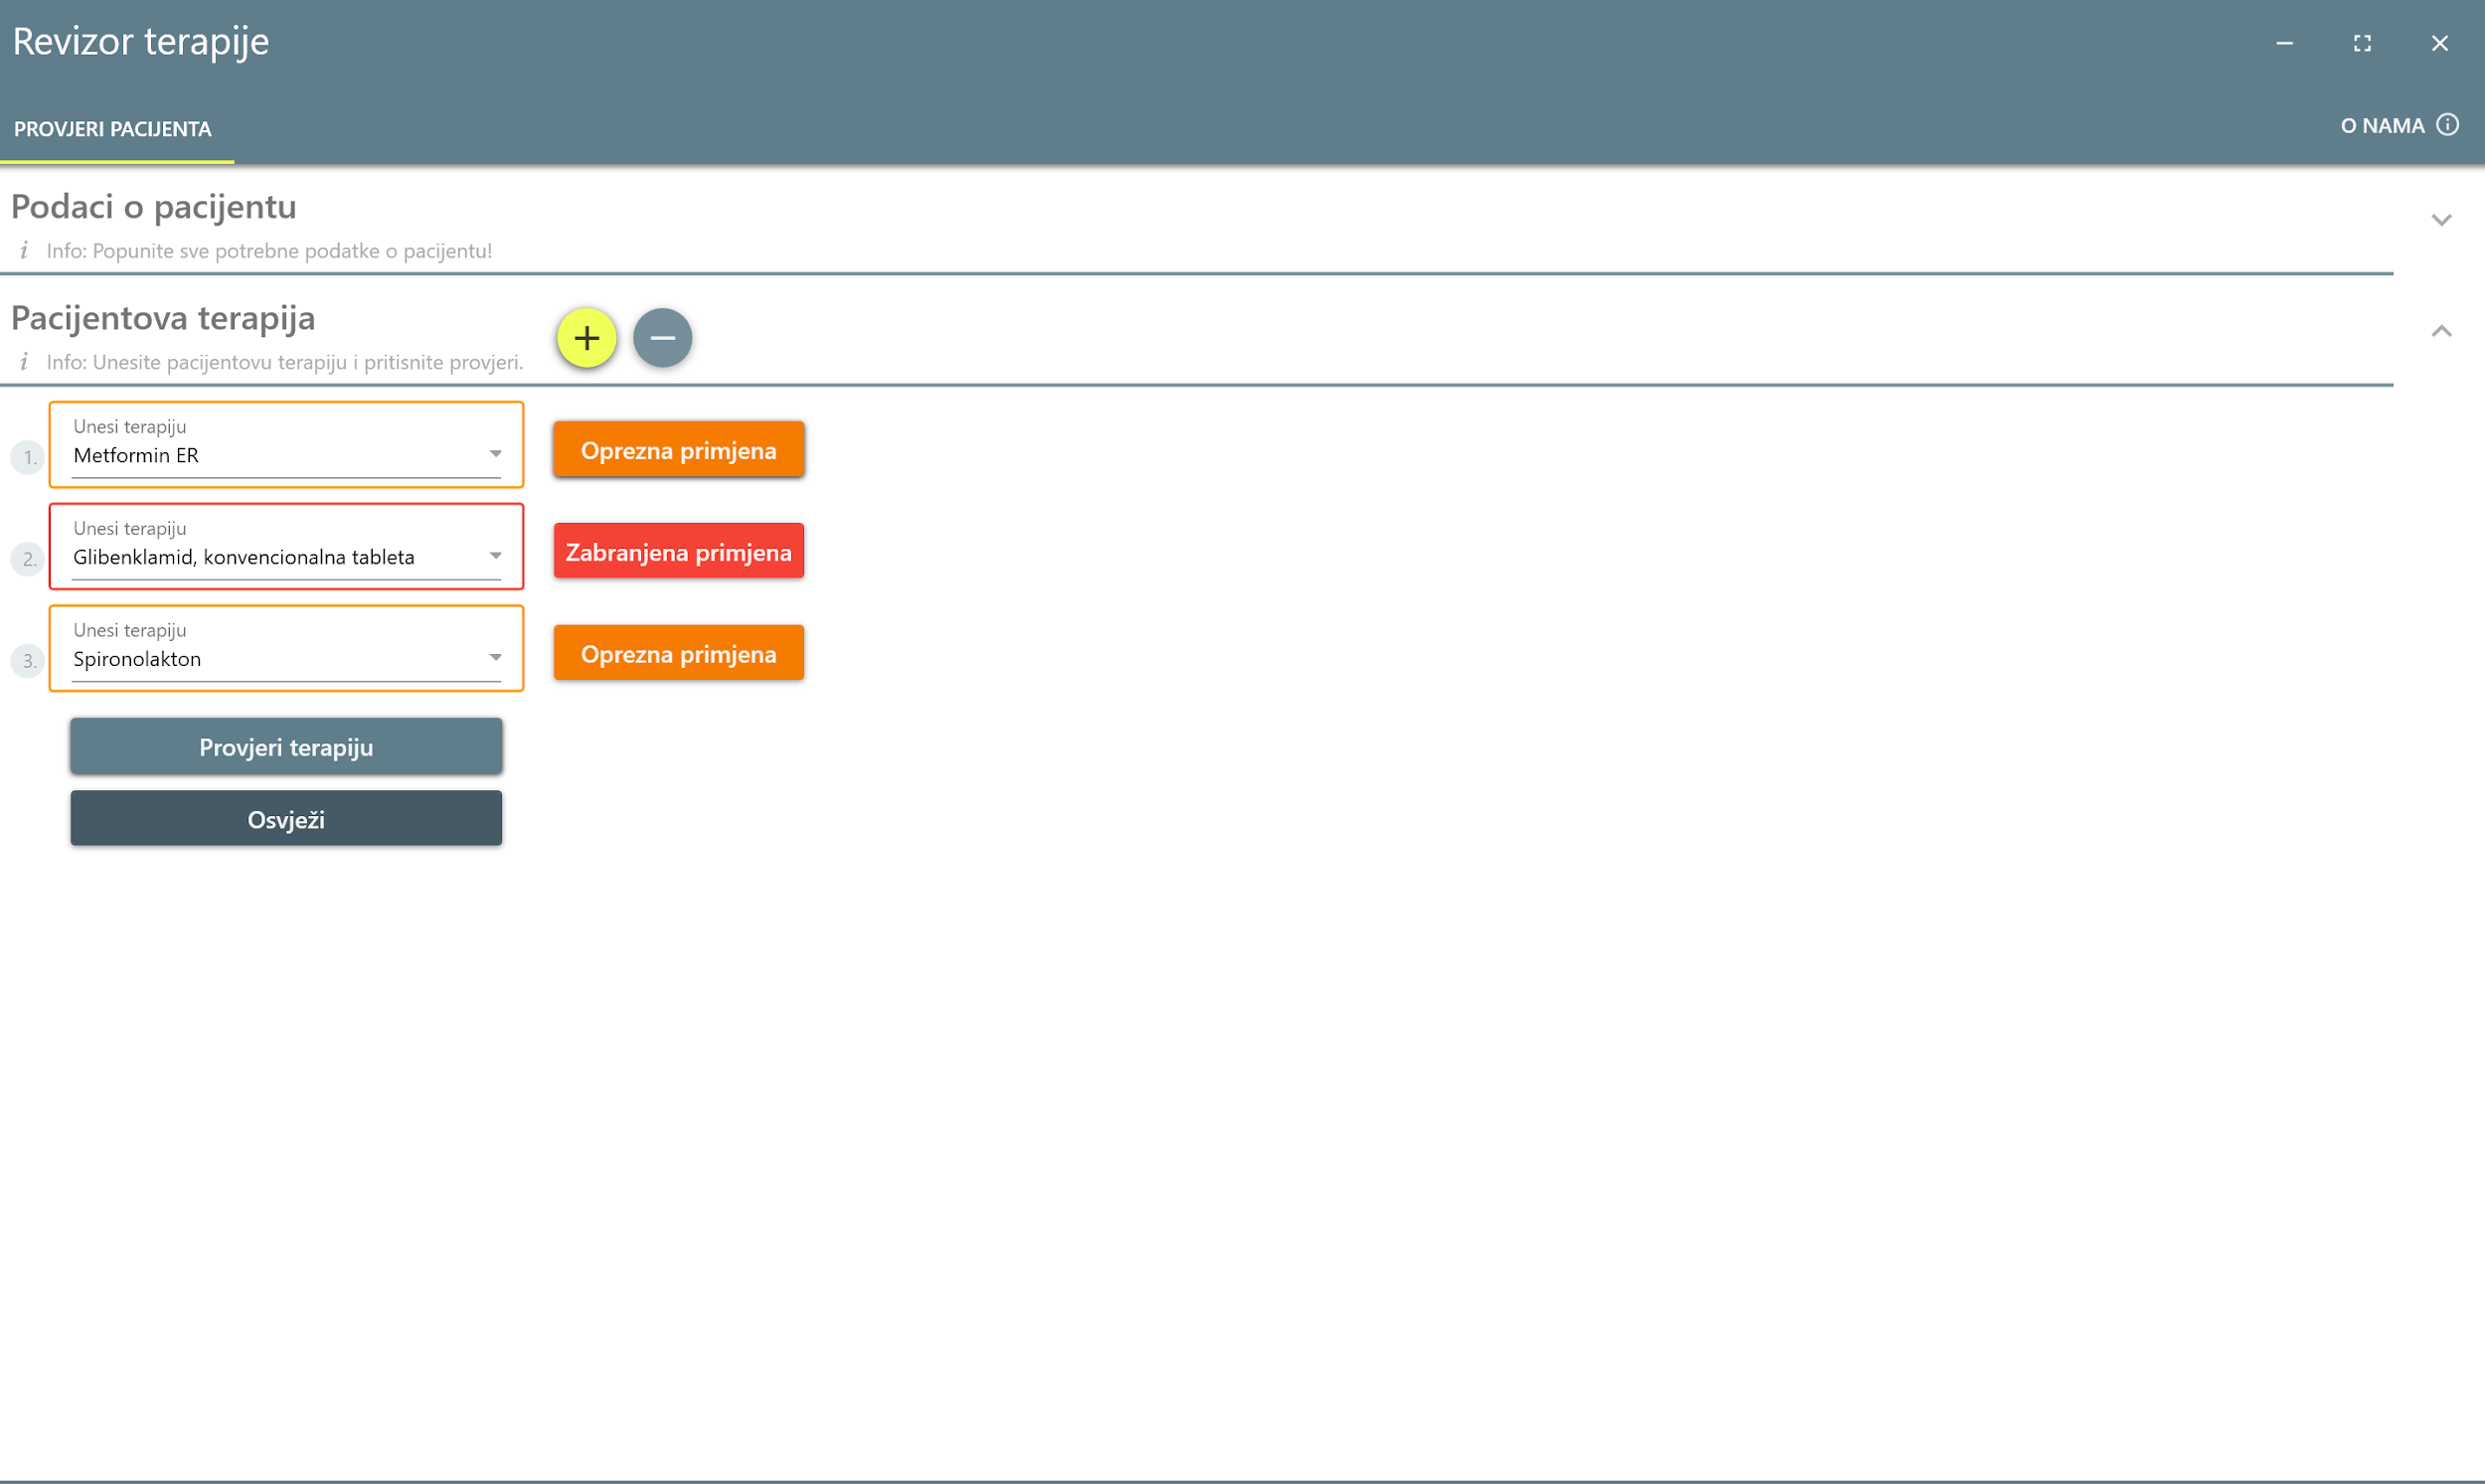 Revizor terapije
PROVJERI PACIJENTA
O NAMA
Podaci o pacijentu
i Info: Popunite sve potrebne podatke o pacijentu!
Pacijentova terapija
i Info: Unesite pacijentovu terapiju i pritisnite provjeri.
Unesi terapiju
1. Metformin ER
Oprezna primjena
Unesi terapiju
2. Glibenklamid, konvencionalna tableta
Zabranjena primjena
Unesi terapiju
3. Spironolakton
Oprezna primjena
Provjeri terapiju
Osvježi